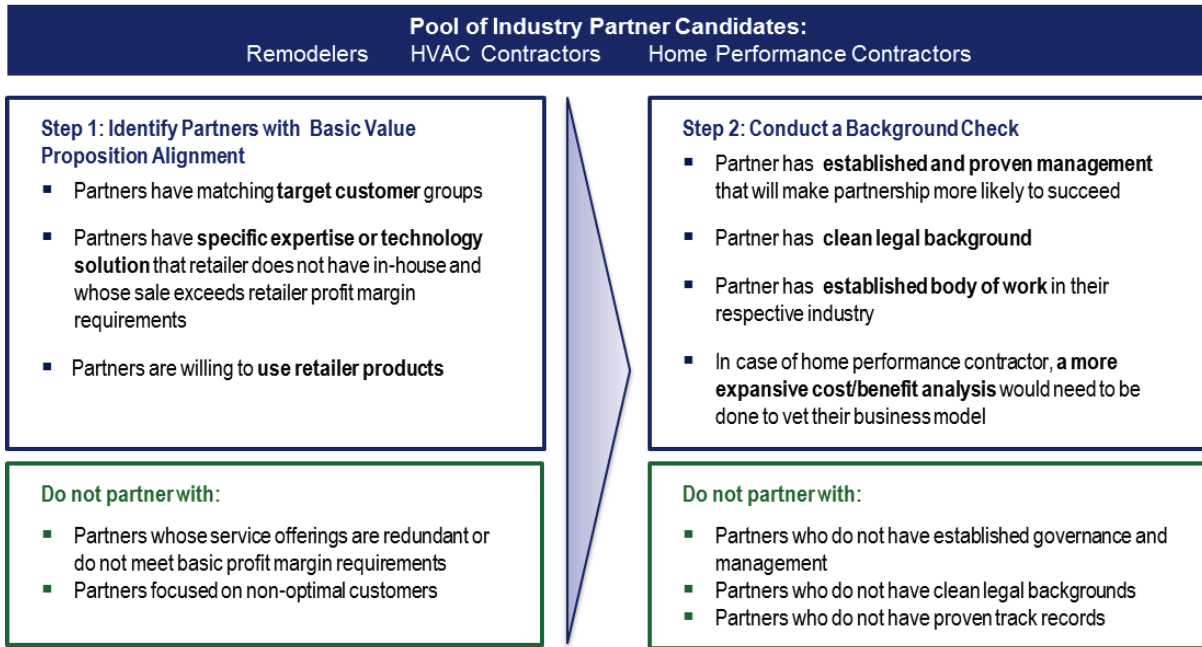 Pool of Industry Partner Candidates:
Remodelers HVAC Contractors Home Performance Contractors
Step 1: Identify Partners with Basic Value
Proposition Alignment
▪ Partners have matching target customer groups
▪ Partners have specific expertise or technology
solution that retailer does not have in-house and
whose sale exceeds retailer profit margin
requirements
▪ Partners are willing to use retailer products
Do not partner with:
▪ Partners whose service offerings are redundant or
do not meet basic profit margin requirements
▪ Partners focused on non-optimal customers
Step 2: Conduct a Background Check
▪ Partner has established and proven management
that will make partnership more likely to succeed
▪ Partner has clean legal background
▪ Partner has established body of work in their
respective industry
▪ In case of home performance contractor, a more
expansive cost/benefit analysis would need to be
done to vet their business model
Do not partner with:
▪ Partners who do not have established governance and
management
▪ Partners who do not have clean legal backgrounds
▪ Partners who do not have proven track records